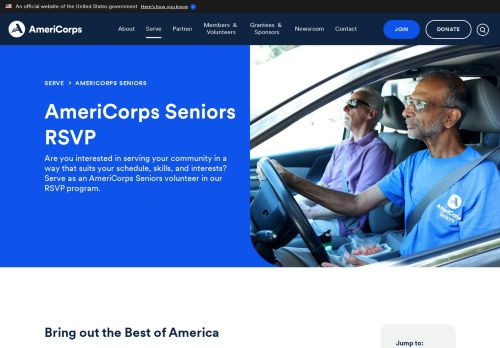 An official website of the United States government Here's how you know
AmeriCorps
About Serve Partner Members & Volunteers Grantees & Sponsors Newsroom Contact JOIN DONATE
SERVE > AMERICORPS SENIORS
AmeriCorps Seniors
RSVP
Are you interested in serving your community in a
way that suits your schedule, skills, and interests?
Serve as an AmeriCorps Seniors volunteer in our
RSVP program.
AmeriCorps
Seniors
Bring out the Best of America
Jump to: